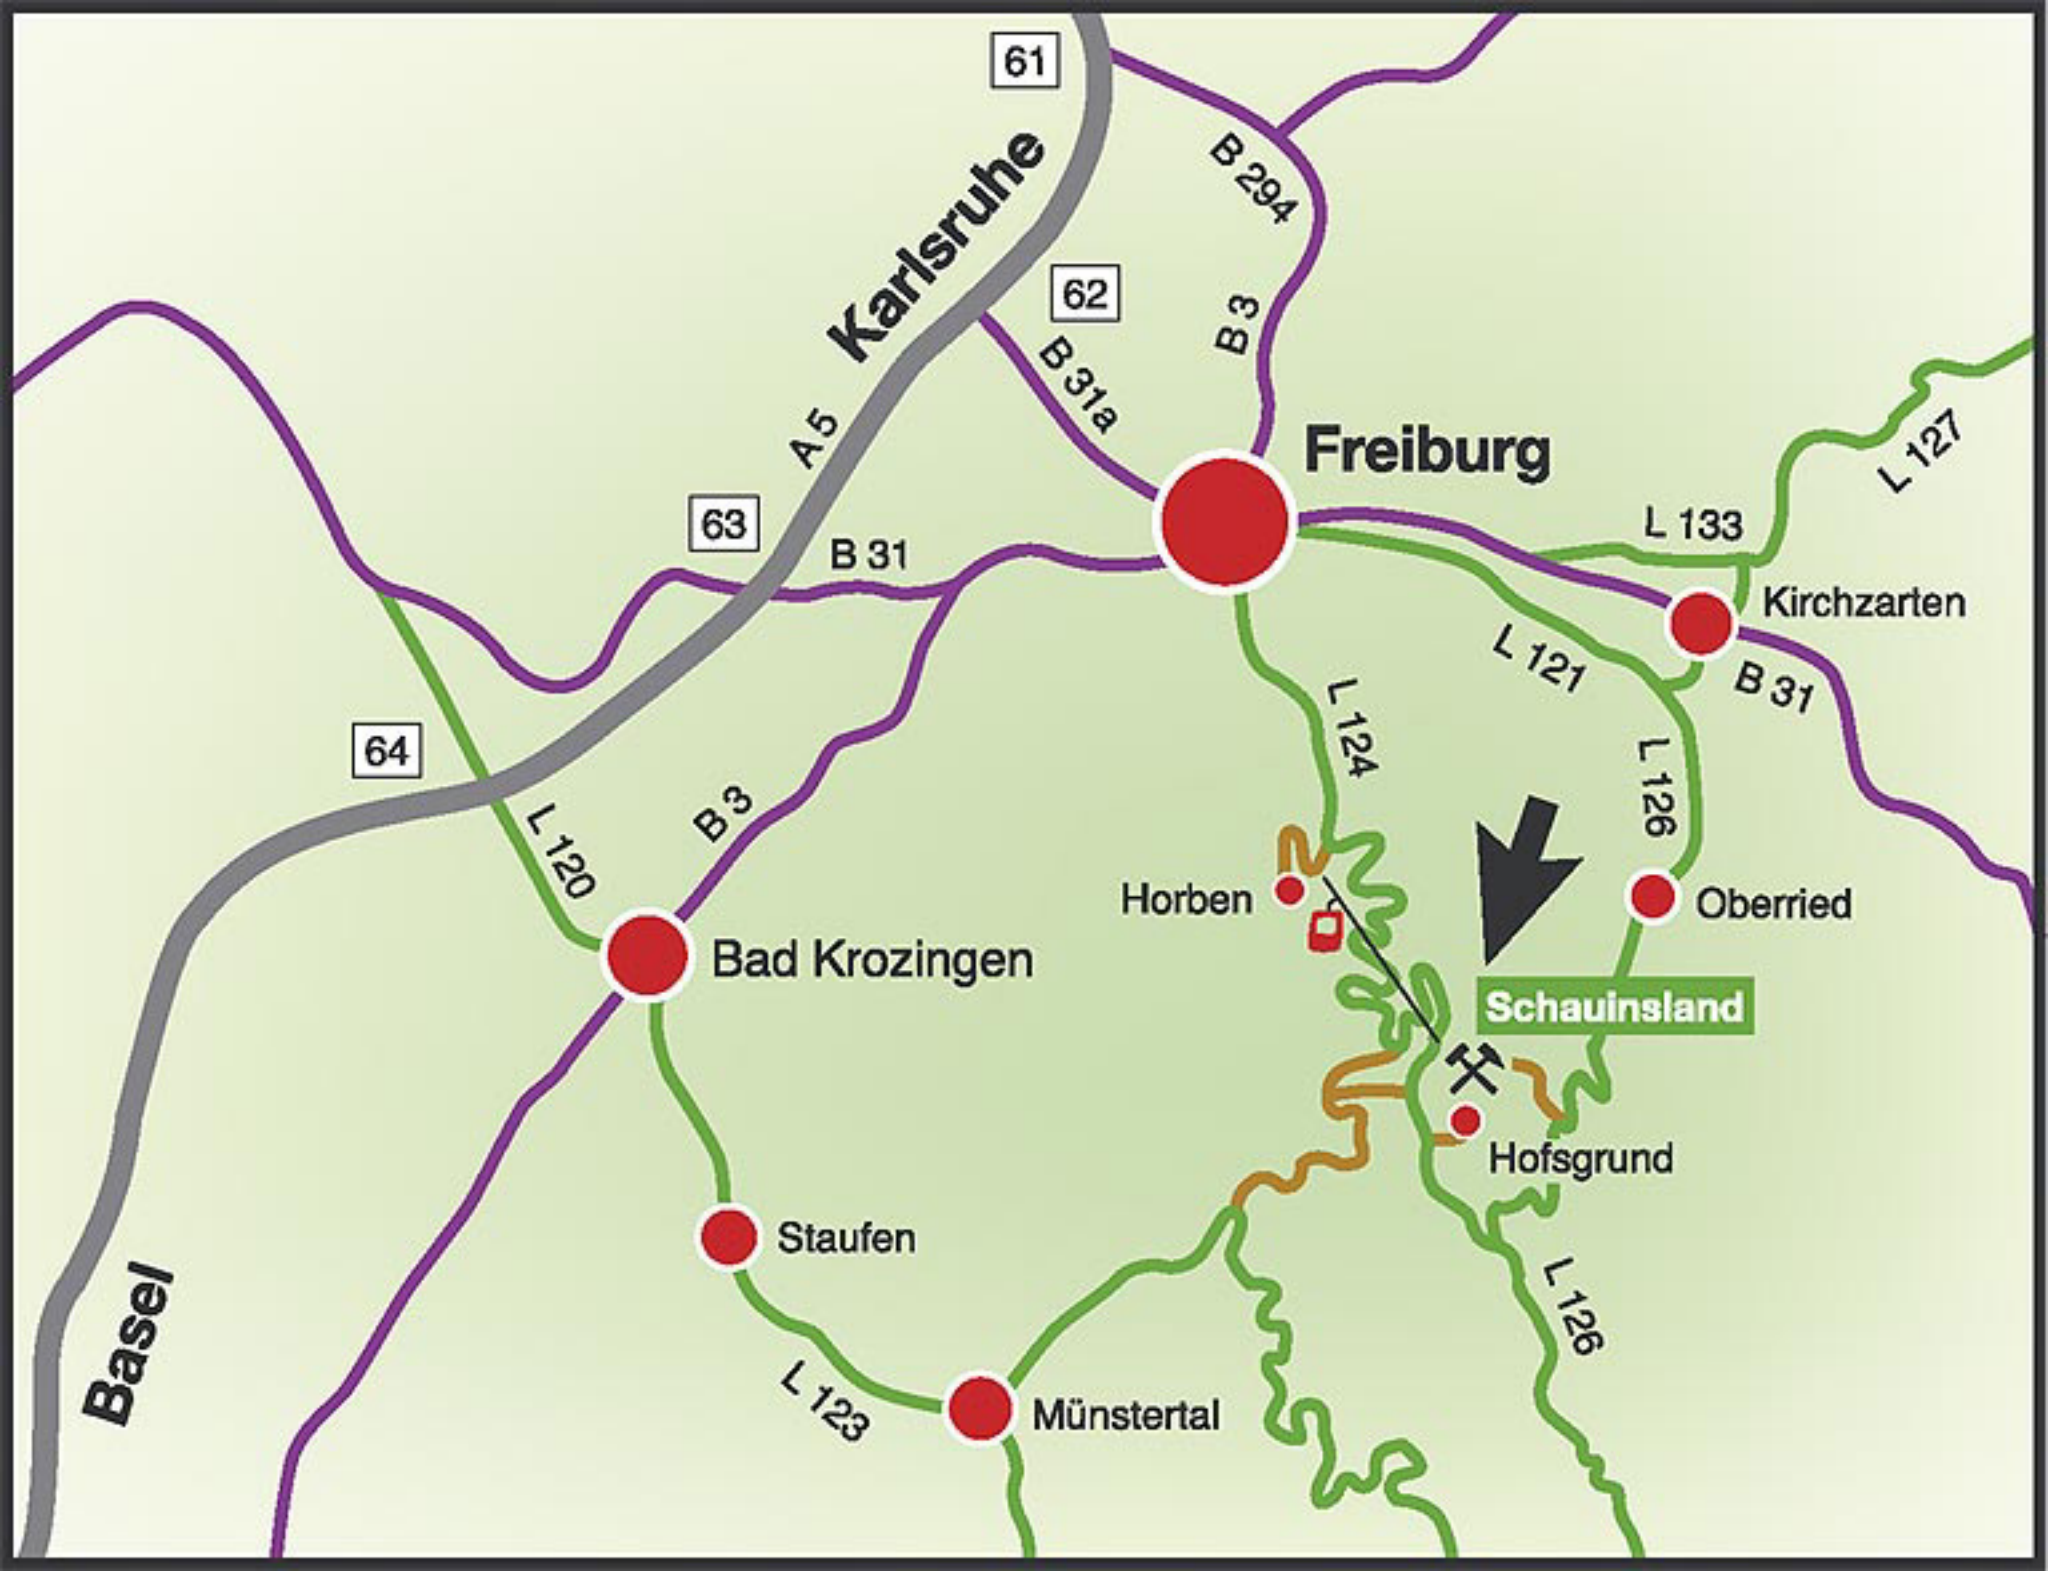 61
Karlsruhe
B 294
62
B 3
B 31a
A 5
Freiburg
L 127
63
B 31
L 133
Kirchzarten
L 121
B 31
L 124
64
L 126
B 3
L 120
Horben
Oberried
Bad Krozingen
Schauinsland
Hofsgrund
Staufen
Basel
L 126
L 123
Münstertal